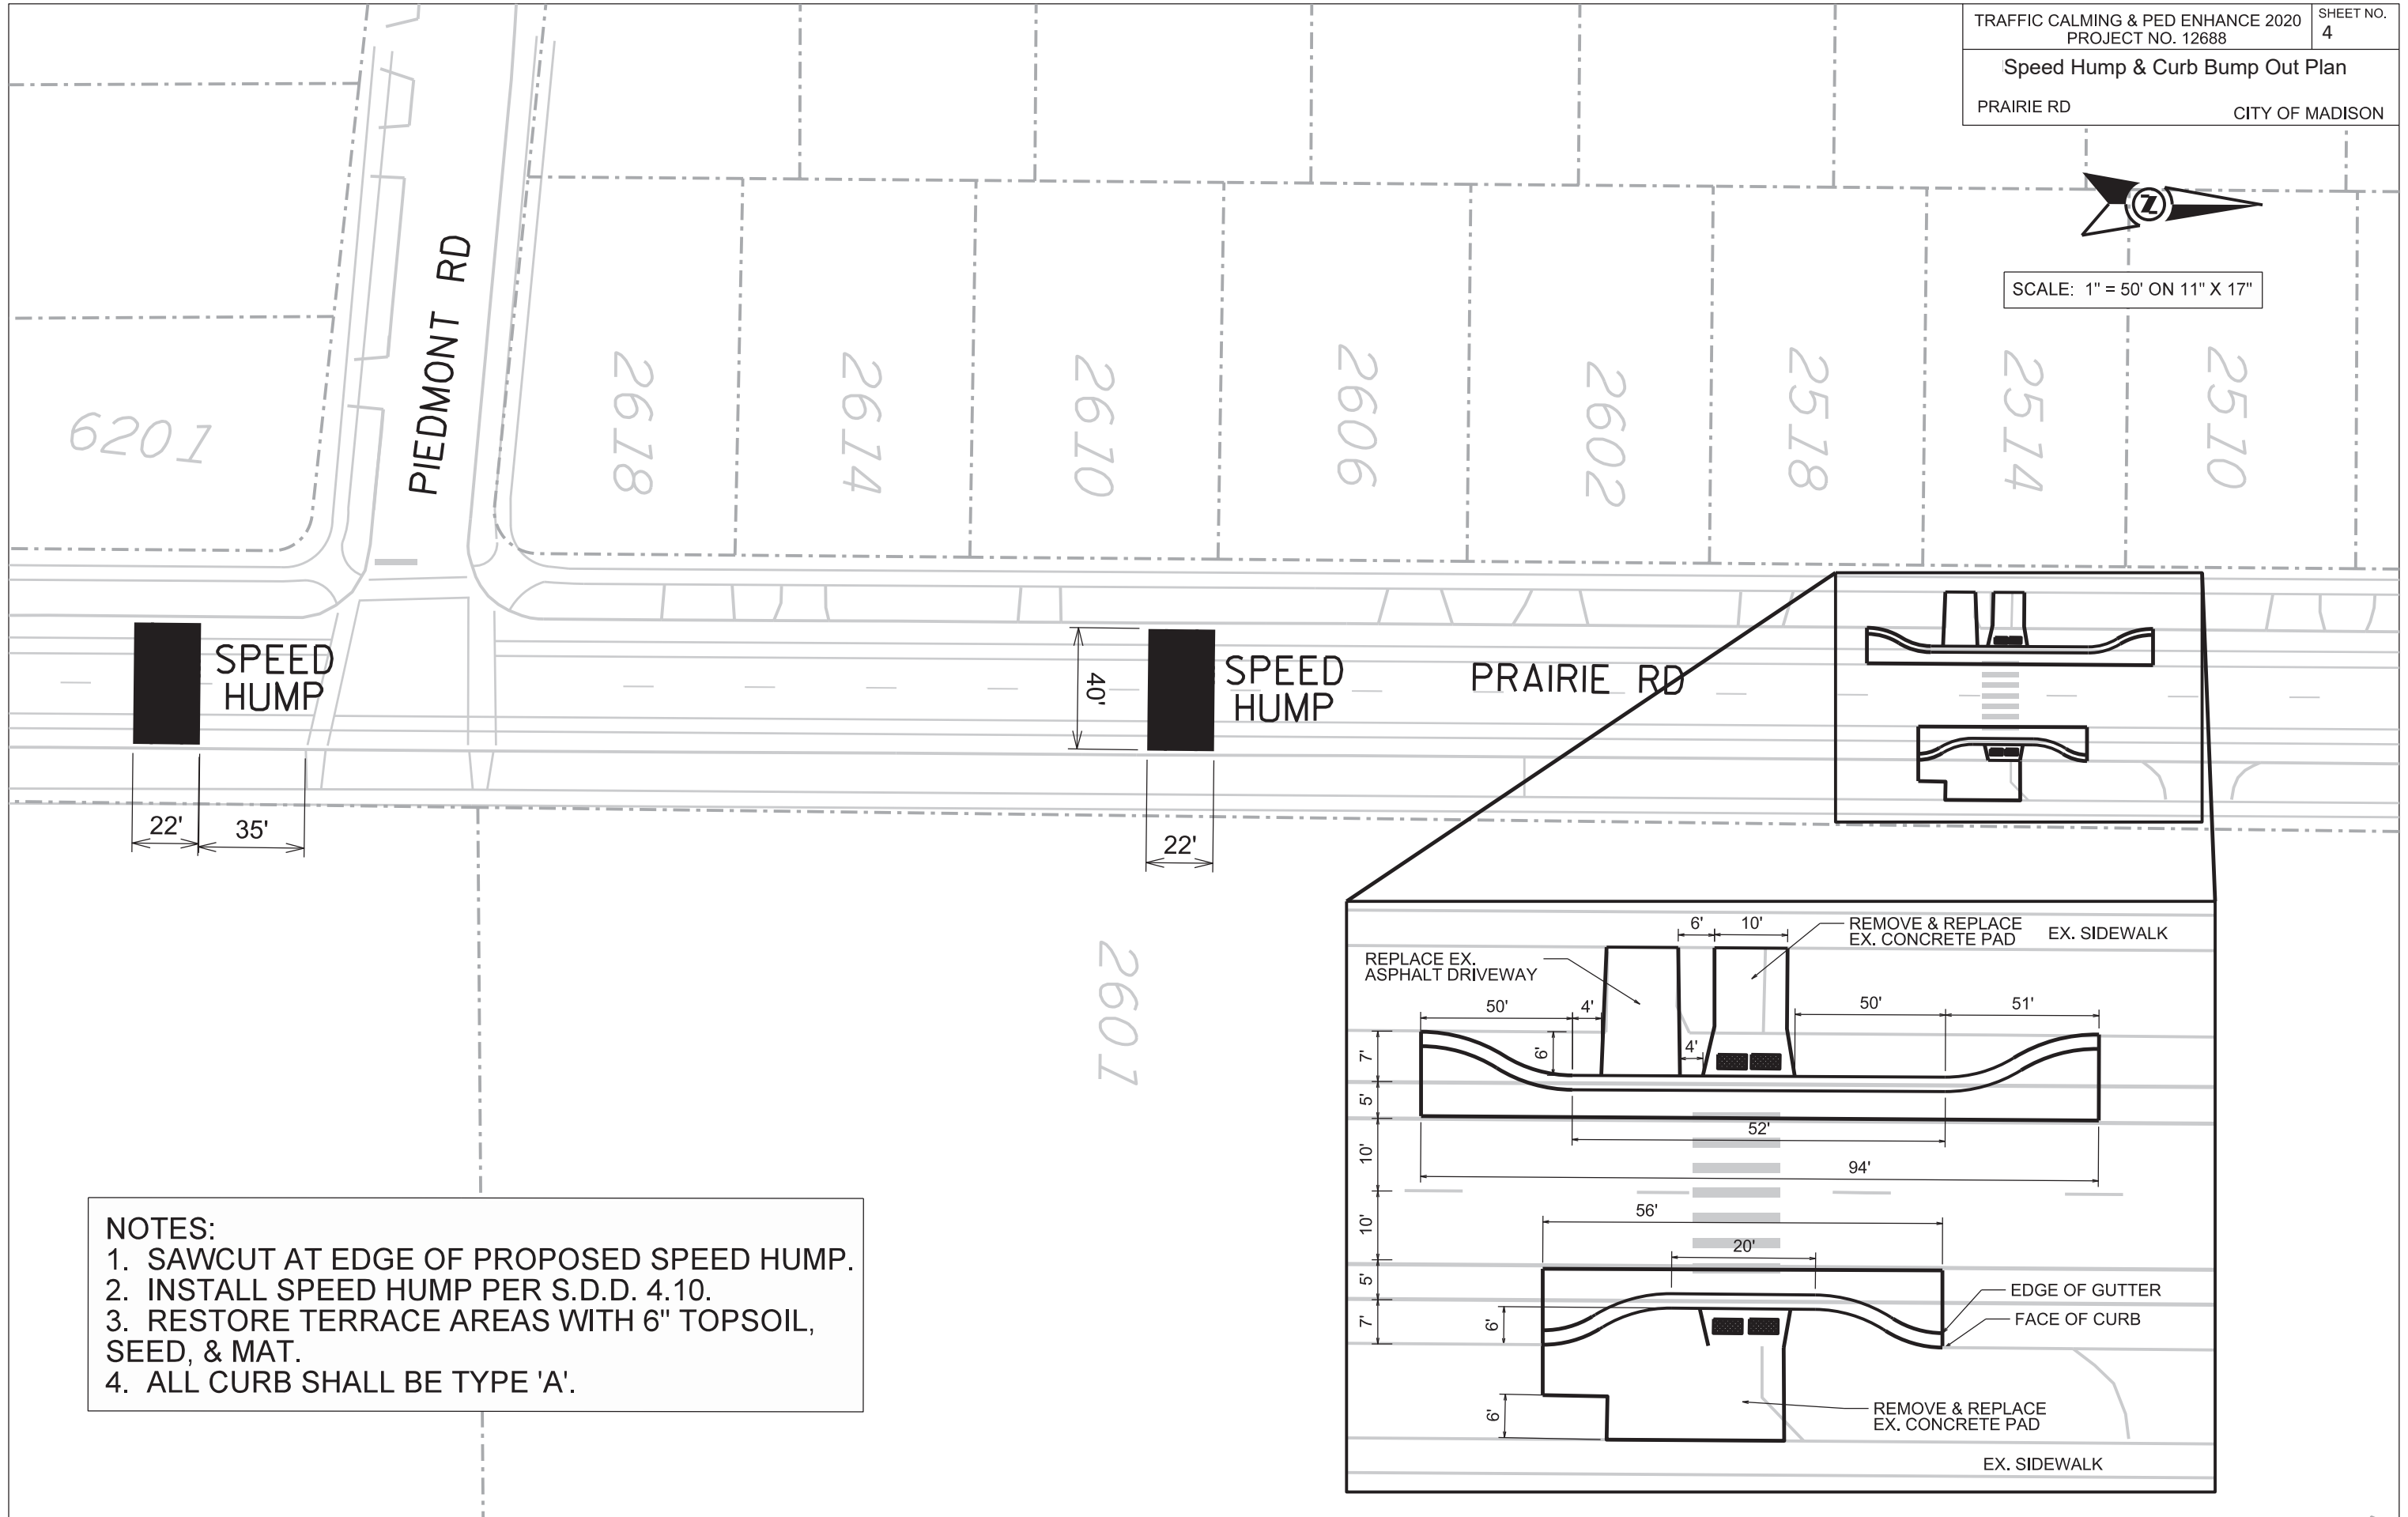 TRAFFIC CALMING & PED ENHANCE 2020
PROJECT NO. 12688
SHEET NO.
4
Speed Hump & Curb Bump Out Plan
PRAIRIE RD
CITY OF MADISON
Z
SCALE: 1" = 50' ON 11" X 17"
PIEDMONT RD
6201
2618
2614
2610
2606
2602
2518
2514
2510
SPEED
HUMP
40'
SPEED
HUMP
PRAIRIE RD
22'
35'
22'
2601
6'
10'
REMOVE & REPLACE
EX. CONCRETE PAD
EX. SIDEWALK
REPLACE EX.
ASPHALT DRIVEWAY
50'
4'
50'
51'
7'
6'
4'
5'
52'
10'
94'
10'
56'
20'
5'
EDGE OF GUTTER
7'
6'
FACE OF CURB
6'
REMOVE & REPLACE
EX. CONCRETE PAD
EX. SIDEWALK
NOTES:
1. SAWCUT AT EDGE OF PROPOSED SPEED HUMP.
2. INSTALL SPEED HUMP PER S.D.D. 4.10.
3. RESTORE TERRACE AREAS WITH 6" TOPSOIL,
SEED, & MAT.
4. ALL CURB SHALL BE TYPE 'A'.